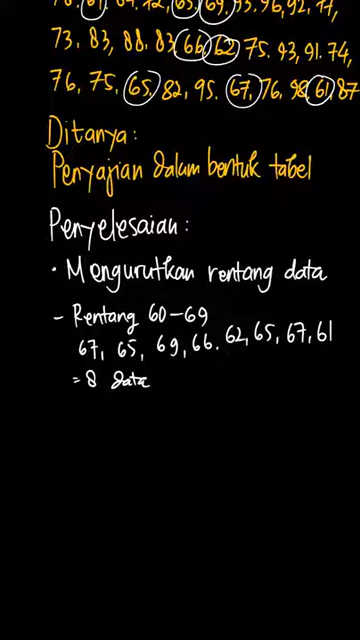 73, 83, 88, 83, 66, 62, 75, 93, 91, 74,
76, 75, 65, 82, 95, 67, 76, 98, 61, 87
Ditanya:
Penyajian dalam bentuk tabel
Penyelesaian:
• Mengurutkan rentang data
- Rentang 60-69
67, 65, 69, 66, 62, 65, 67, 61
= 8 data